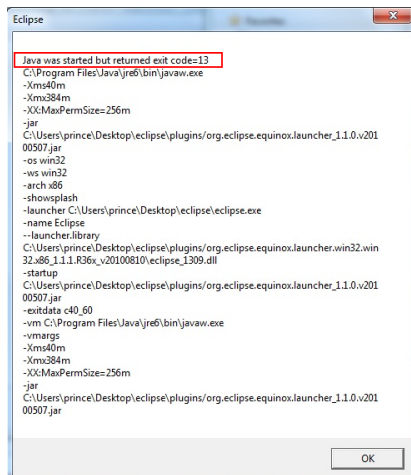 Eclipse
Java was started but returned exit code=13
C:\Program Files\Java\jre6\bin\javaw.exe
-Xms40m
-Xmx384m
-XX:MaxPermSize=256m
-jar
C:\Users\prince\Desktop\eclipse\plugins/org.eclipse.equinox.launcher_1.1.0.v201
00507.jar
-os win32
-ws win32
-arch x86
-showsplash
-launcher C:\Users\prince\Desktop\eclipse\eclipse.exe
-name Eclipse
--launcher.library
C:\Users\prince\Desktop\eclipse\plugins/org.eclipse.equinox.launcher.win32.win
32.x86_1.1.1.R36x_v20100810\eclipse_1309.dll
-startup
C:\Users\prince\Desktop\eclipse\plugins/org.eclipse.equinox.launcher_1.1.0.v201
00507.jar
-exitdata c40_60
-vm C:\Program Files\Java\jre6\bin\javaw.exe
-vmargs
-Xms40m
-Xmx384m
-XX:MaxPermSize=256m
-jar
C:\Users\prince\Desktop\eclipse\plugins/org.eclipse.equinox.launcher_1.1.0.v201
00507.jar
OK